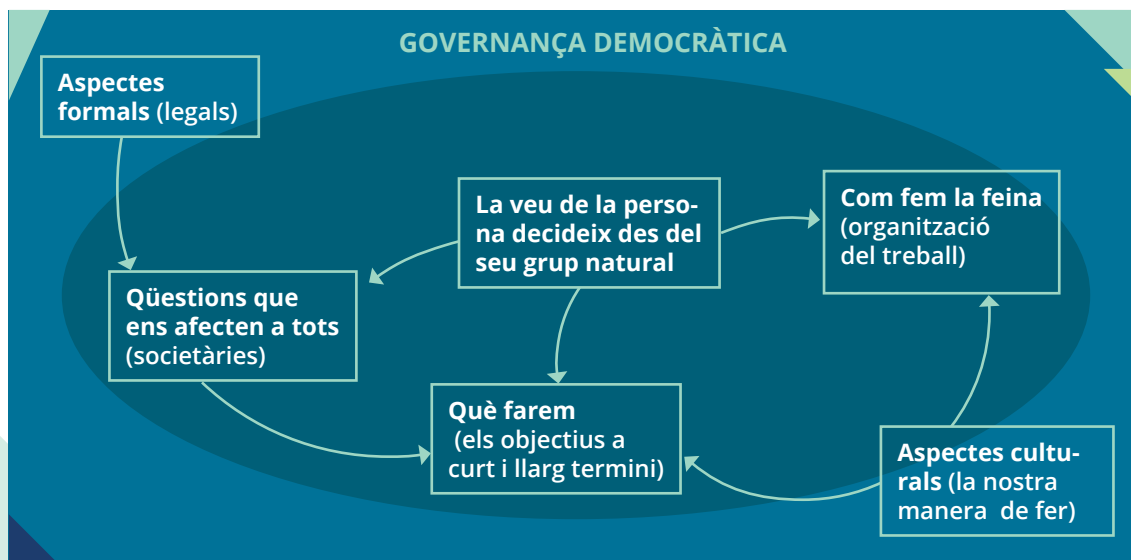 GOVERNANÇA DEMOCRÀTICA
Aspectes
formals (legals)
La veu de la perso-
na decideix des del
seu grup natural
Com fem la feina
(organització
del treball)
Qüestions que
ens afecten a tots
(societàries)
Què farem
(els objectius a
curt i llarg termini)
Aspectes cultu-
rals (la nostra
manera de fer)